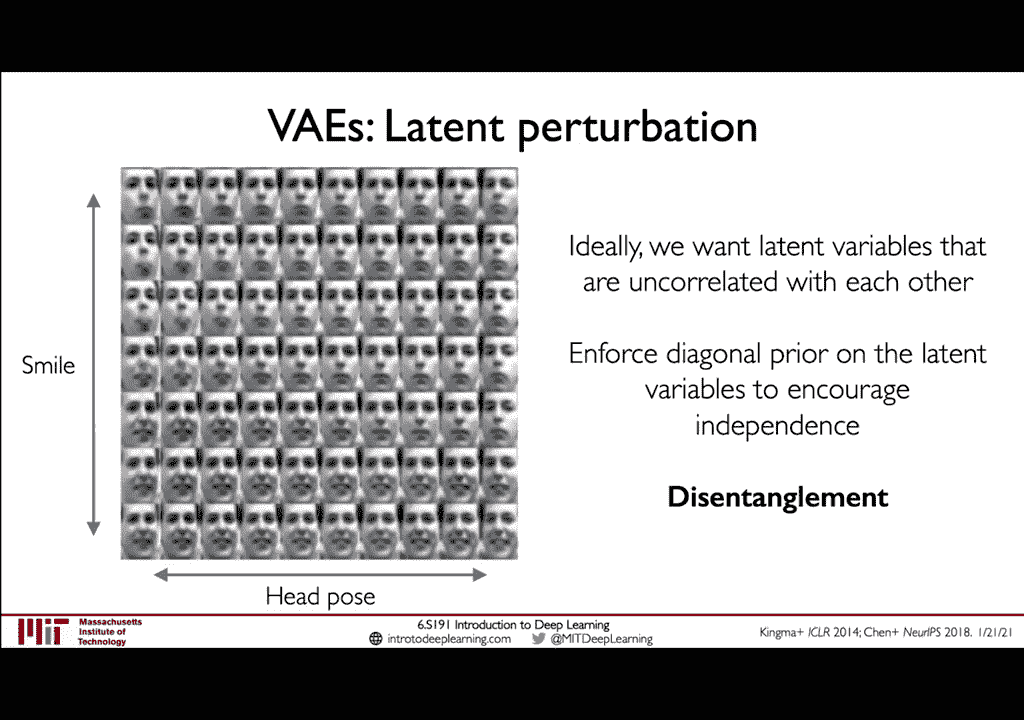 VAEs: Latent perturbation
Smile
Head pose
Ideally, we want latent variables that
are uncorrelated with each other
Enforce diagonal prior on the latent
variables to encourage
independence
Disentanglement
Massachusetts
Institute of
Technology
6.S191 Introduction to Deep Learning
introtodeeplearning.com @MITDeepLearning
Kingma+ ICLR 2014; Chen+ NeurIPS 2018. 1/21/21